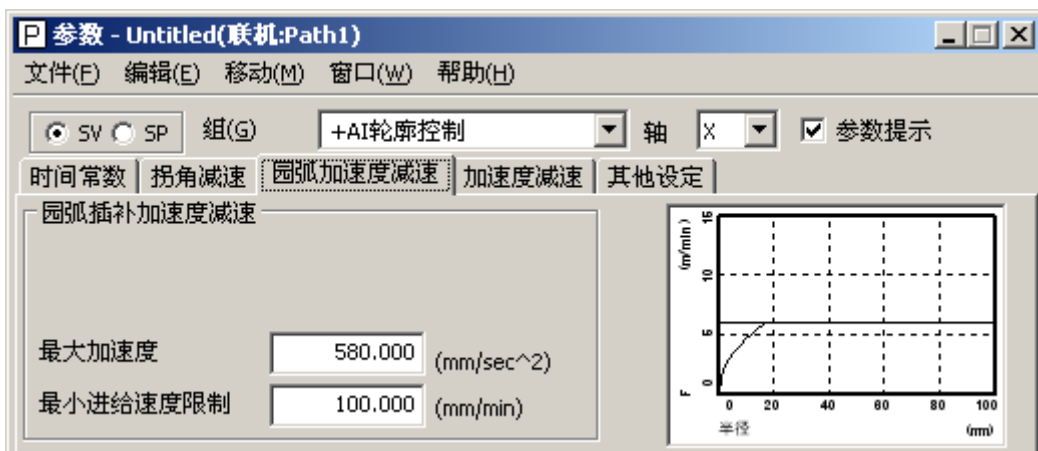 P 参数 - Untitled(联机:Path1)
文件(F) 编辑(E) 移动(M) 窗口(W) 帮助(H)
SV SP 组(G) +AI轮廓控制 轴 X 参数提示
时间常数 拐角减速 园弧加速度减速 加速度减速 其他设定
园弧插补加速度减速
最大加速度 580.000 (mm/sec^2)
最小进给速度限制 100.000 (mm/min)
(m/min)
15
10
5
0
F
0 20 40 60 80 100
半径 (mm)